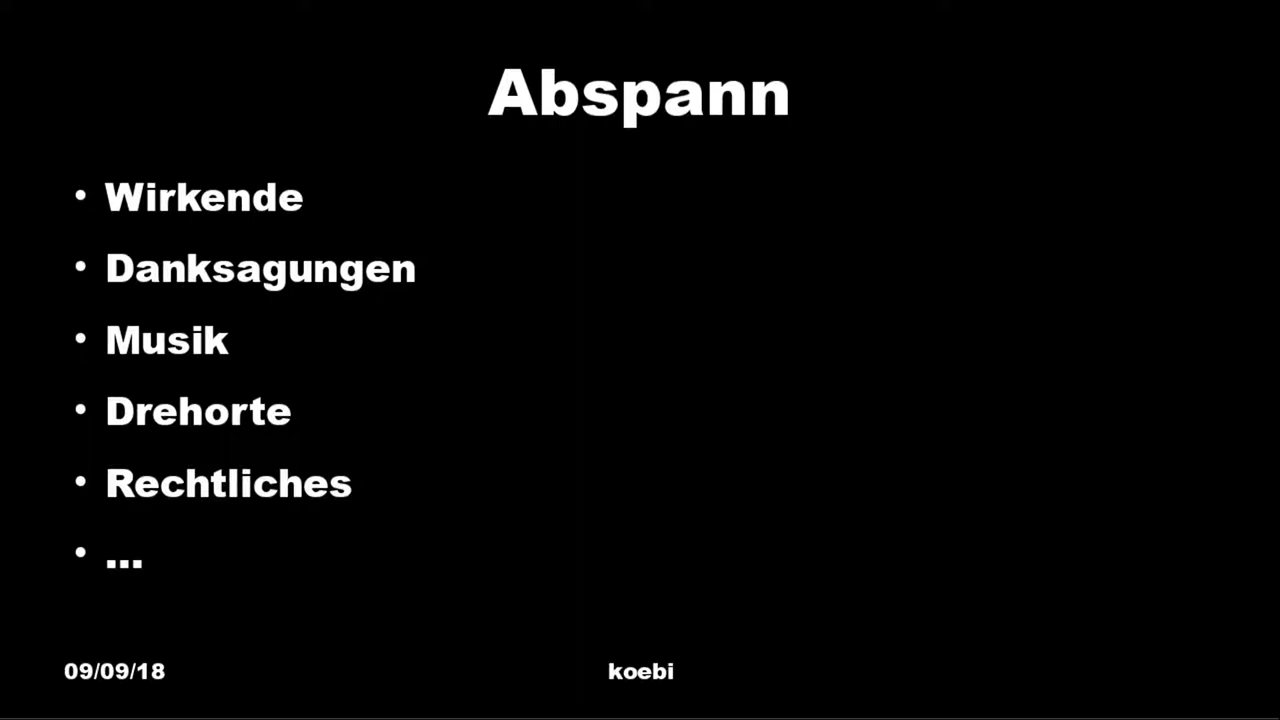 Abspann
• Wirkende
• Danksagungen
• Musik
• Drehorte
• Rechtliches
• ...
09/09/18
koebi